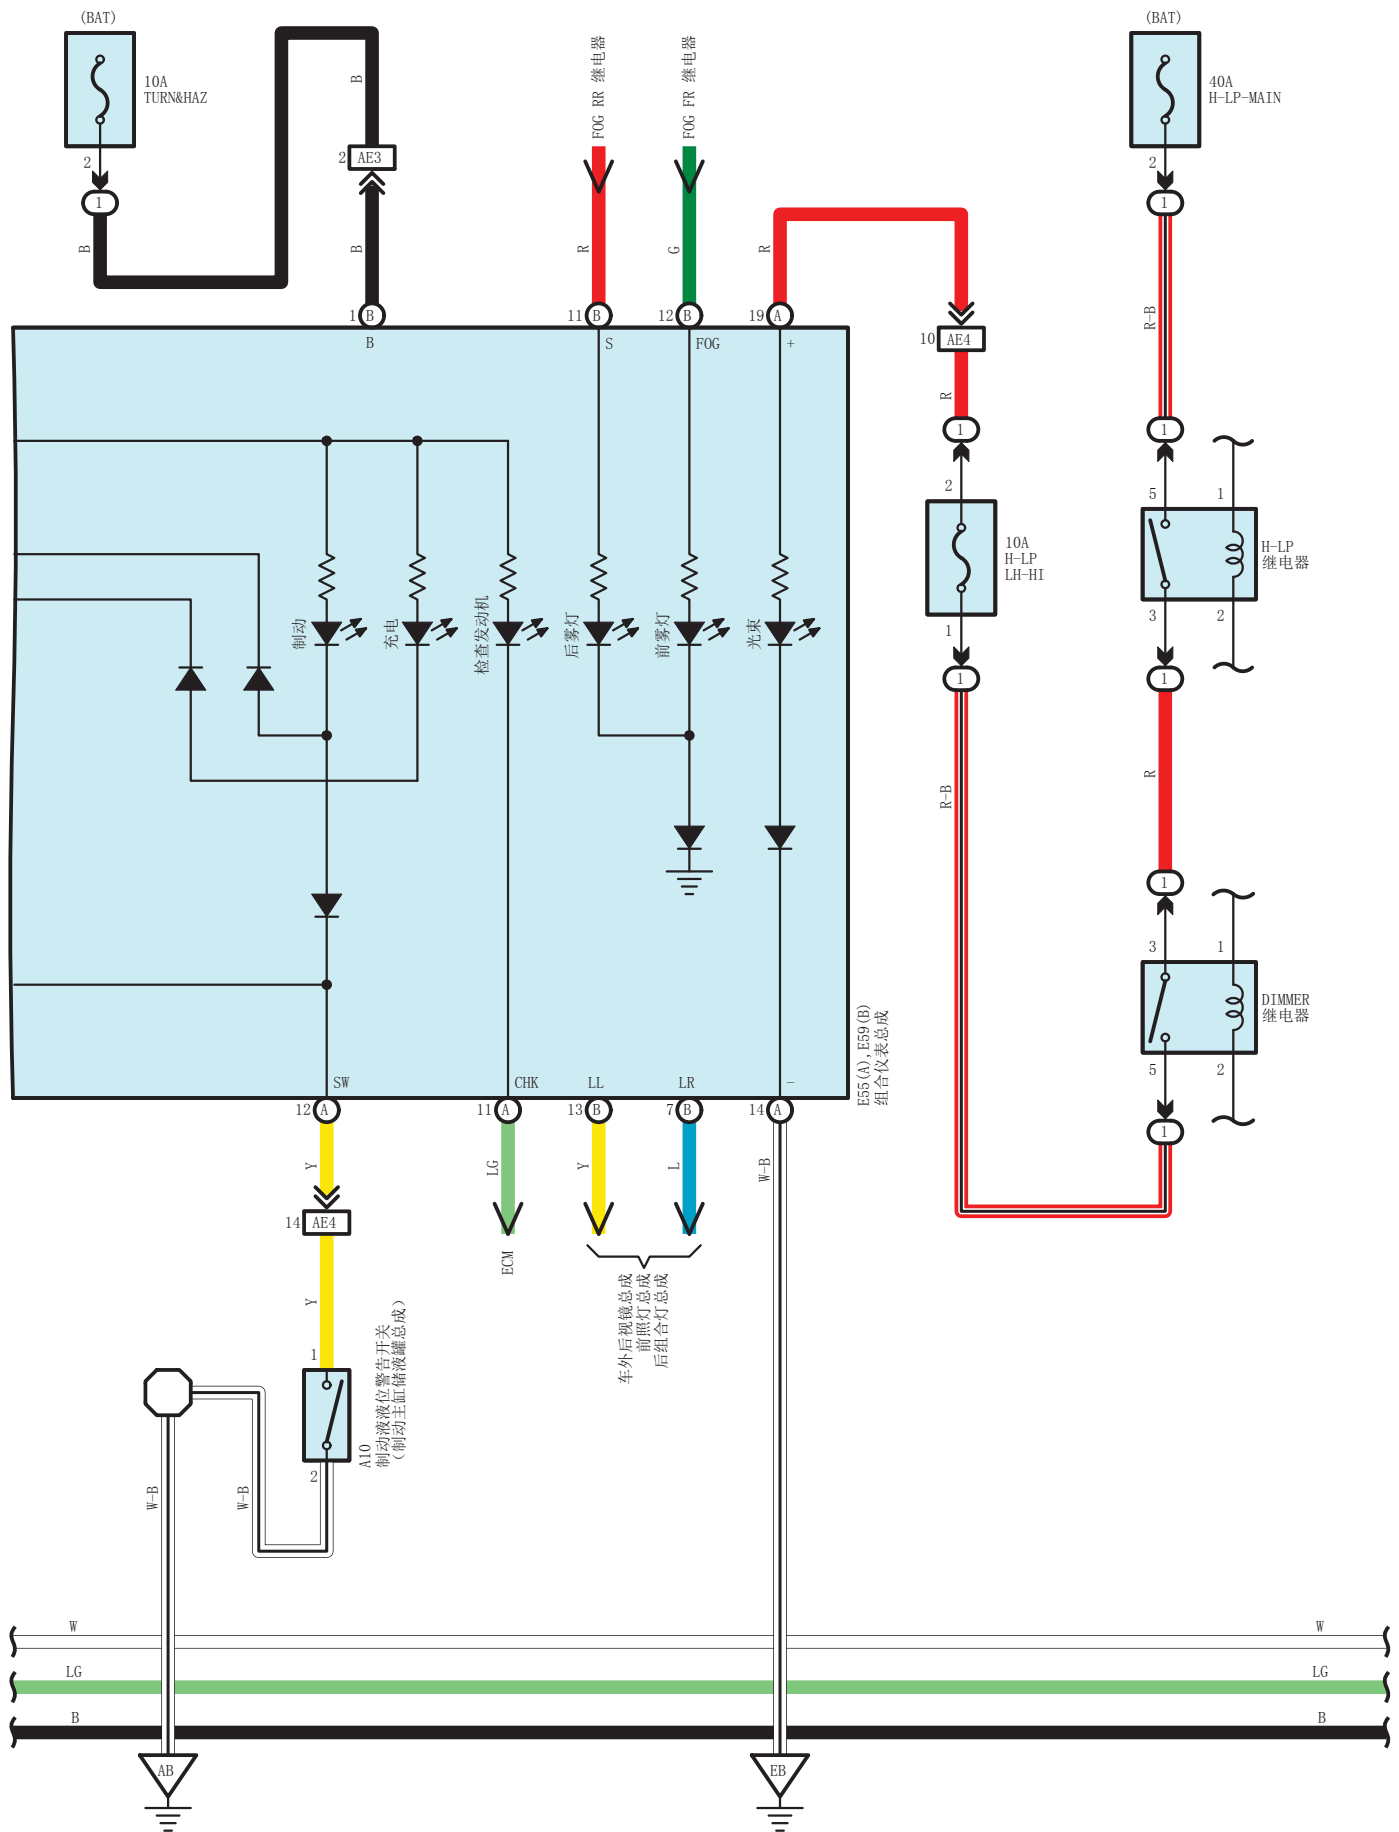 (BAT)
(BAT)
10A
TURN&HAZ
40A
H-LP-MAIN
FOG RR 继电器
FOG FR 继电器
B
2
AE3
2
2
1
1
B
B
R
G
R
R-B
1
B
11
B
12
B
19
A
10
AE4
B
S
FOG
+
R
1
1
2
5
1
10A
H-LP
LH-HI
H-LP
继电器
制动
充电
检查发动机
后雾灯
前雾灯
光束
1
3
2
1
1
R-B
R
1
3
1
DIMMER
继电器
E55(A),E59(B)
组合仪表总成
5
2
SW
CHK
LL
LR
-
12
A
11
A
13
B
7
B
14
A
1
Y
LG
Y
L
W-B
14
AE4
ECM
车外后视镜总成
前照灯总成
后组合灯总成
Y
1
A10
制动液液位警告开关
(制动主缸储液罐总成)
2
W-B
W-B
W
W
LG
LG
B
B
AB
EB